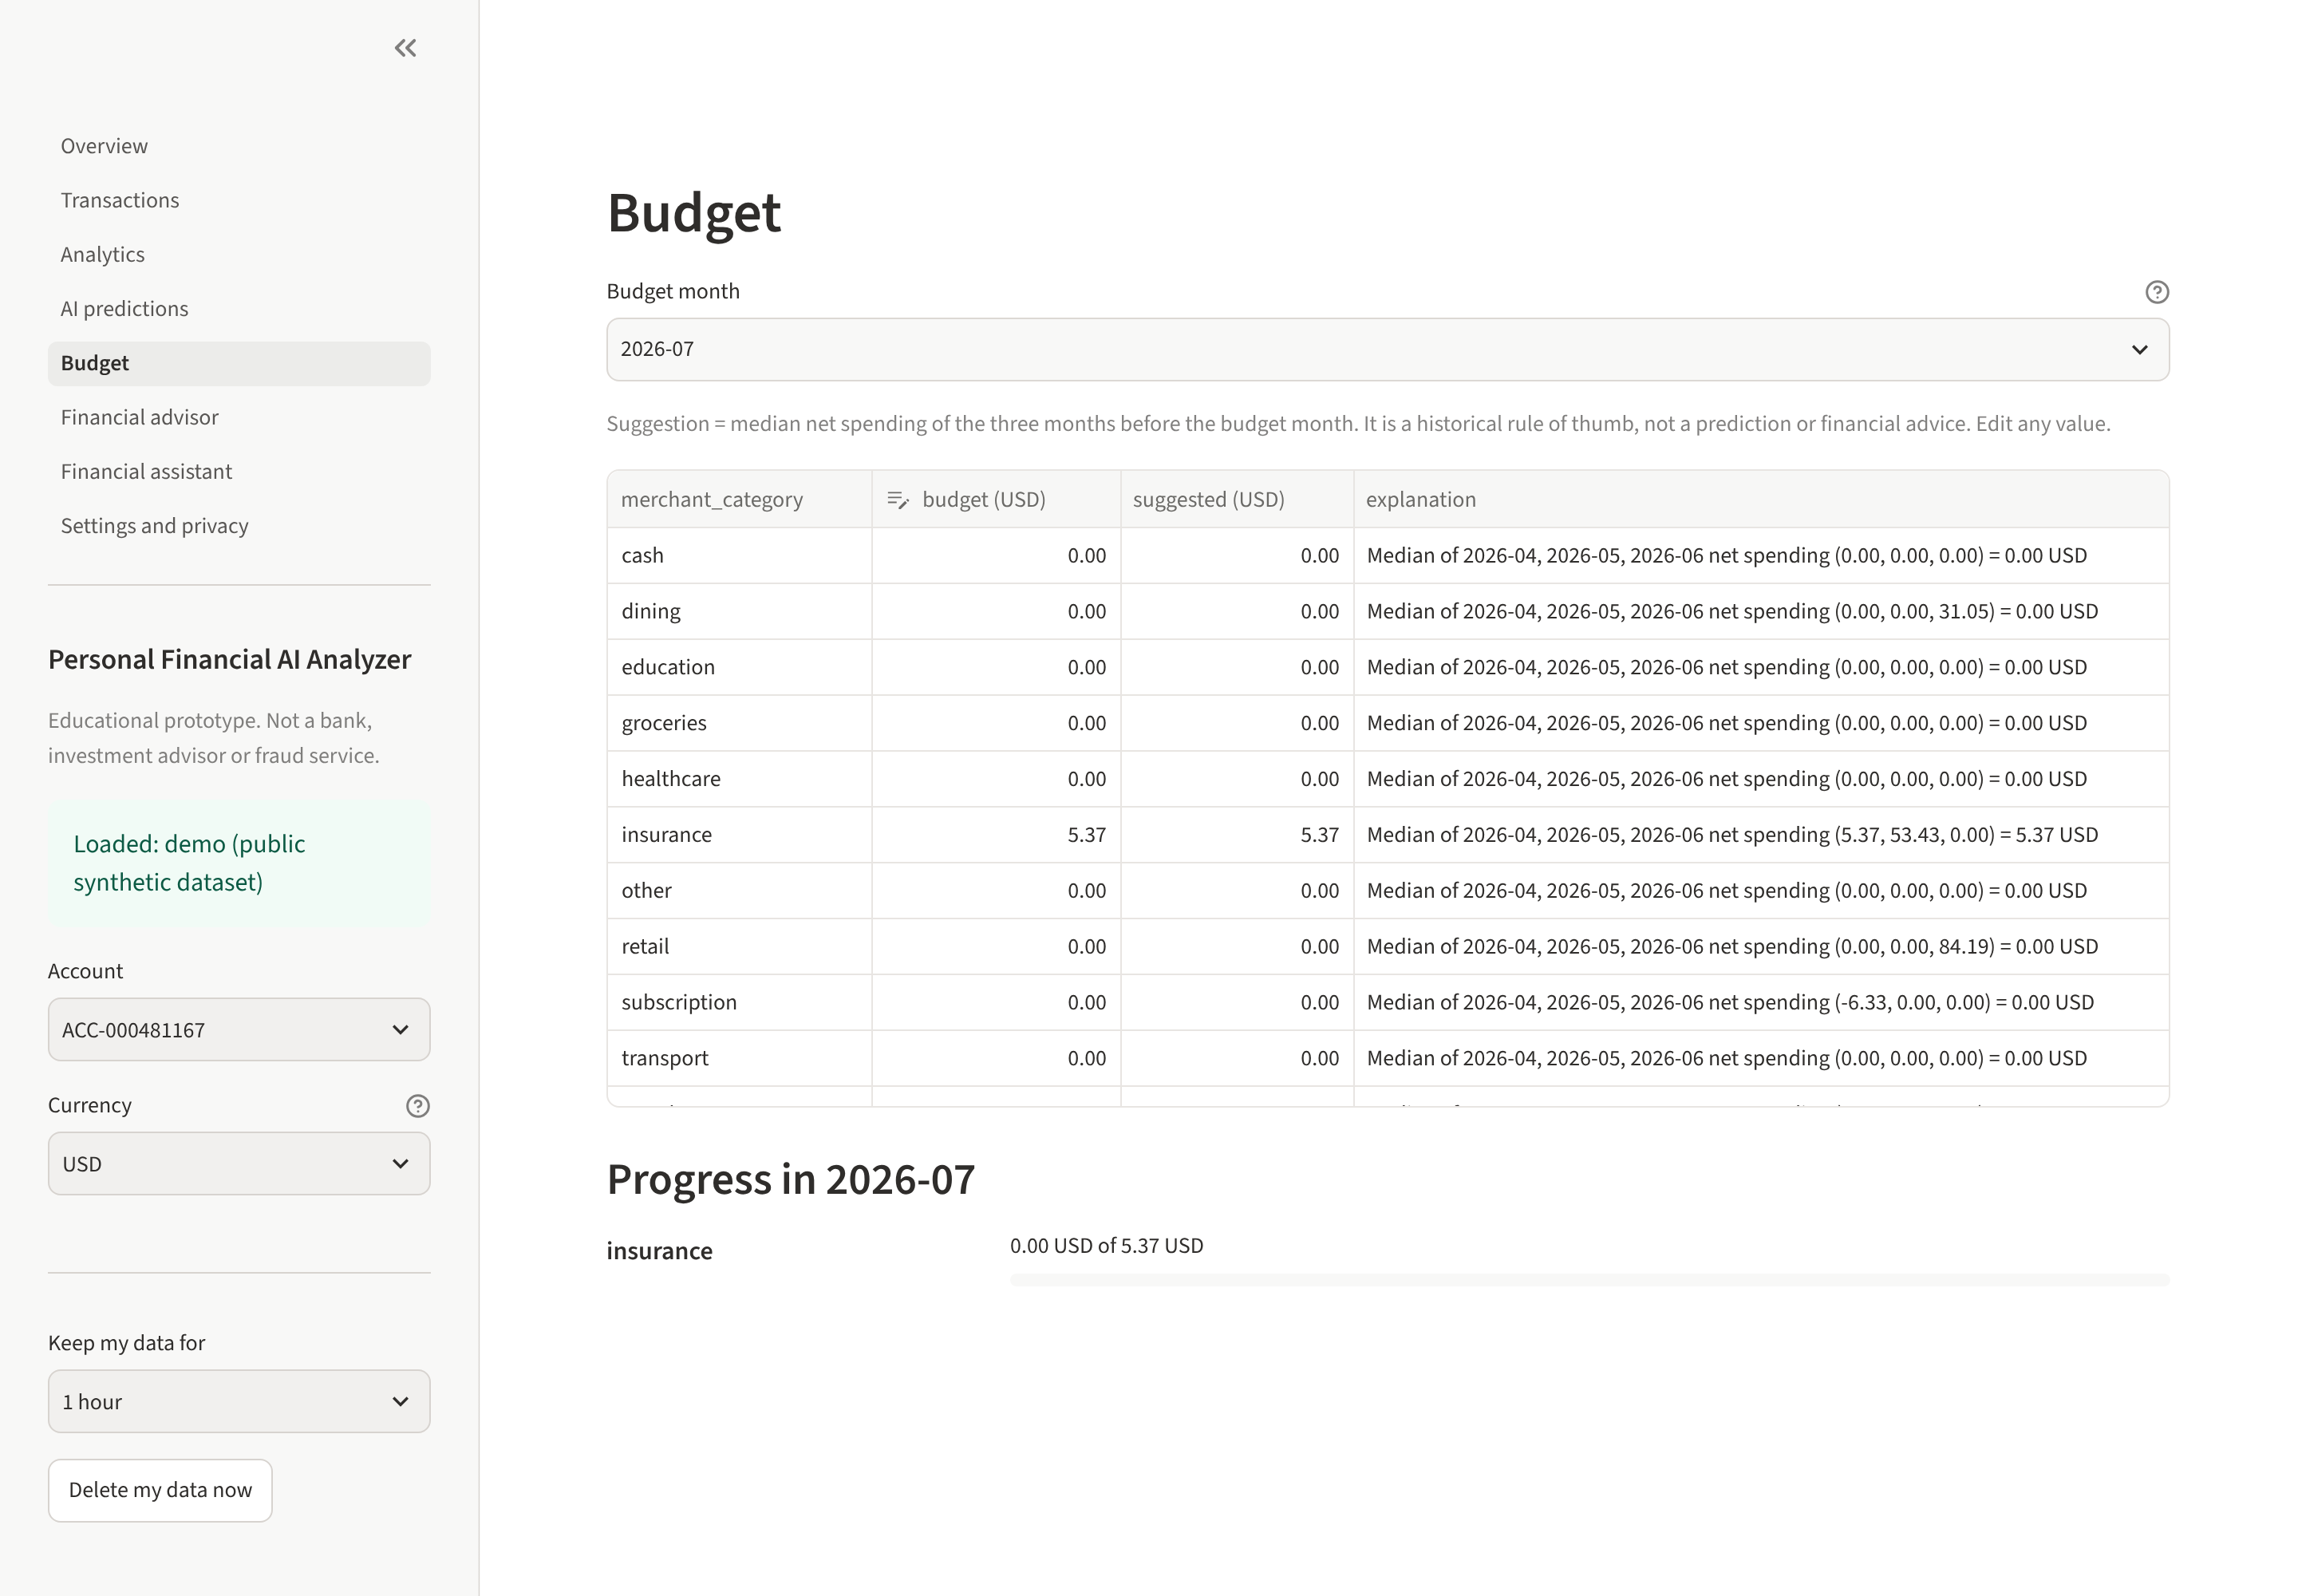 Overview
Transactions
Analytics
AI predictions
Budget
Financial advisor
Financial assistant
Settings and privacy
Personal Financial AI Analyzer
Educational prototype. Not a bank,
investment advisor or fraud service.
Loaded: demo (public
synthetic dataset)
Account
ACC-000481167
Currency
USD
Keep my data for
1 hour
Delete my data now
Budget
Budget month
2026-07
Suggestion = median net spending of the three months before the budget month. It is a historical rule of thumb, not a prediction or financial advice. Edit any value.
merchant_category budget (USD) suggested (USD) explanation
cash 0.00 0.00 Median of 2026-04, 2026-05, 2026-06 net spending (0.00, 0.00, 0.00) = 0.00 USD
dining 0.00 0.00 Median of 2026-04, 2026-05, 2026-06 net spending (0.00, 0.00, 31.05) = 0.00 USD
education 0.00 0.00 Median of 2026-04, 2026-05, 2026-06 net spending (0.00, 0.00, 0.00) = 0.00 USD
groceries 0.00 0.00 Median of 2026-04, 2026-05, 2026-06 net spending (0.00, 0.00, 0.00) = 0.00 USD
healthcare 0.00 0.00 Median of 2026-04, 2026-05, 2026-06 net spending (0.00, 0.00, 0.00) = 0.00 USD
insurance 5.37 5.37 Median of 2026-04, 2026-05, 2026-06 net spending (5.37, 53.43, 0.00) = 5.37 USD
other 0.00 0.00 Median of 2026-04, 2026-05, 2026-06 net spending (0.00, 0.00, 0.00) = 0.00 USD
retail 0.00 0.00 Median of 2026-04, 2026-05, 2026-06 net spending (0.00, 0.00, 84.19) = 0.00 USD
subscription 0.00 0.00 Median of 2026-04, 2026-05, 2026-06 net spending (-6.33, 0.00, 0.00) = 0.00 USD
transport 0.00 0.00 Median of 2026-04, 2026-05, 2026-06 net spending (0.00, 0.00, 0.00) = 0.00 USD
Progress in 2026-07
insurance 0.00 USD of 5.37 USD